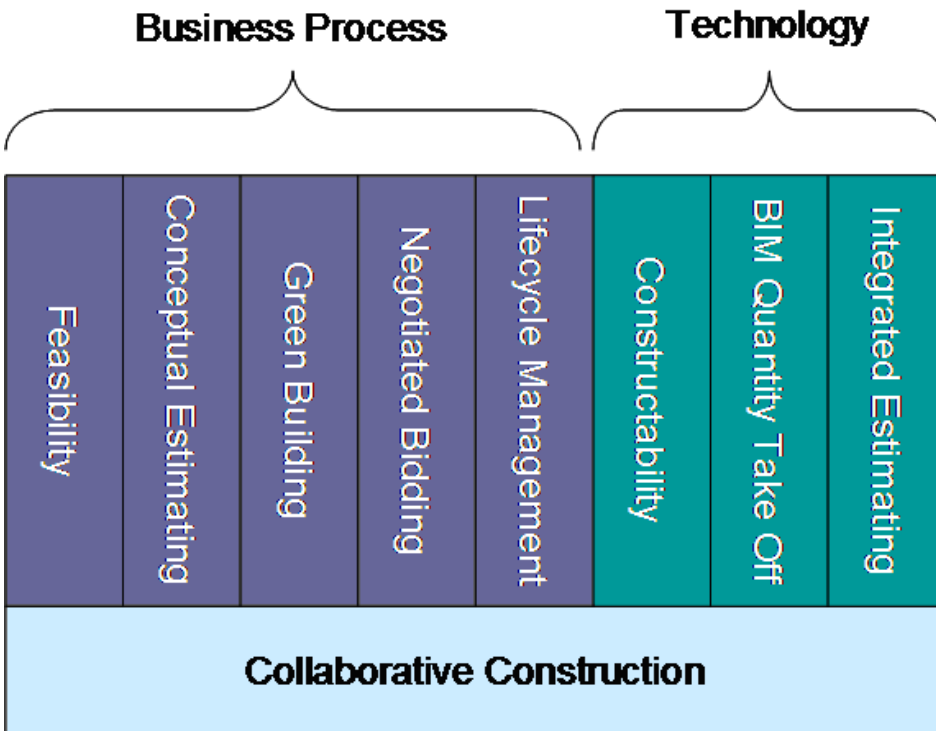 Business Process
Technology
Feasibility
Conceptual Estimating
Green Building
Negotiated Bidding
Lifecycle Management
Constructability
BIM Quantity Take Off
Integrated Estimating
Collaborative Construction